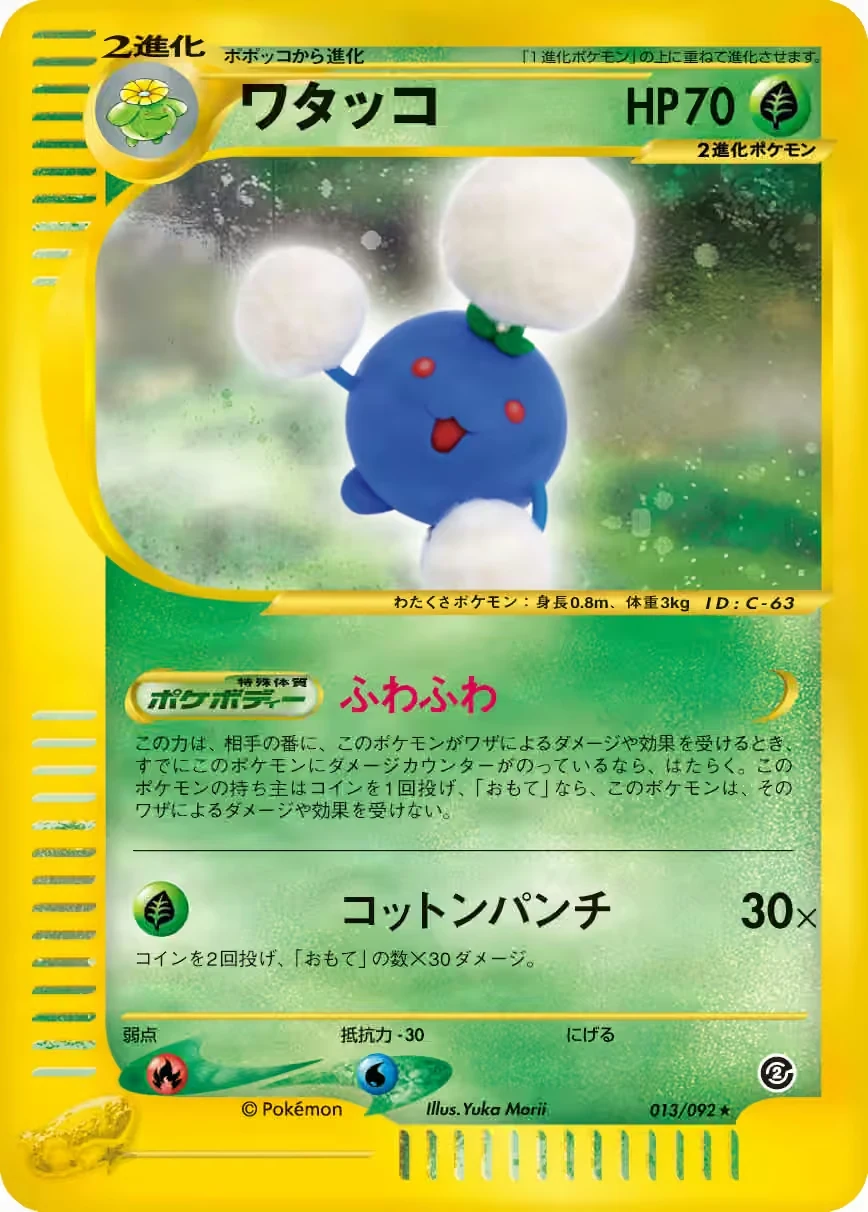 2進化
ポポッコから進化
「1進化ポケモン」の上に重ねて進化させます。
ワタッコ
HP70
2進化ポケモン
わたくさポケモン：身長0.8m、体重3kg ID:C-63
特殊体質
ポケボディー
ふわふわ
この力は、相手の番に、このポケモンがワザによるダメージや効果を受けるとき、
すでにこのポケモンにダメージカウンターがのっているなら、はたらく。この
ポケモンの持ち主はコインを1回投げ、「おもて」なら、このポケモンは、その
ワザによるダメージや効果を受けない。
コットンパンチ 30×
コインを2回投げ、「おもて」の数×30ダメージ。
弱点 抵抗力 -30 にげる
2
© Pokémon Illus. Yuka Morii 013/092 ★